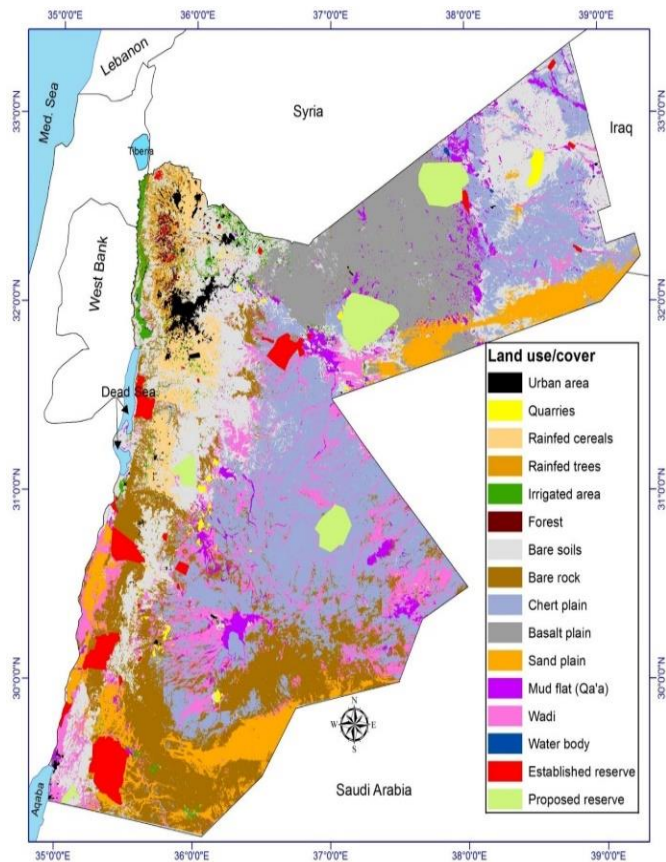 35°0'0"E 36°0'0"E 37°0'0"E 38°0'0"E 39°0'0"E
Lebanon
Med. Sea
Syria
Iraq
33°0'0"N
33°0'0"N
Tiberia
West Bank
32°0'0"N
32°0'0"N
Dead Sea
31°0'0"N
31°0'0"N
30°0'0"N
30°0'0"N
Land use/cover
Urban area
Quarries
Rainfed cereals
Rainfed trees
Irrigated area
Forest
Bare soils
Bare rock
Chert plain
Basalt plain
Sand plain
Mud flat (Qa'a)
Wadi
Water body
Established reserve
Proposed reserve
N
W E
S
Saudi Arabia
Aqaba
35°0'0"E 36°0'0"E 37°0'0"E 38°0'0"E 39°0'0"E